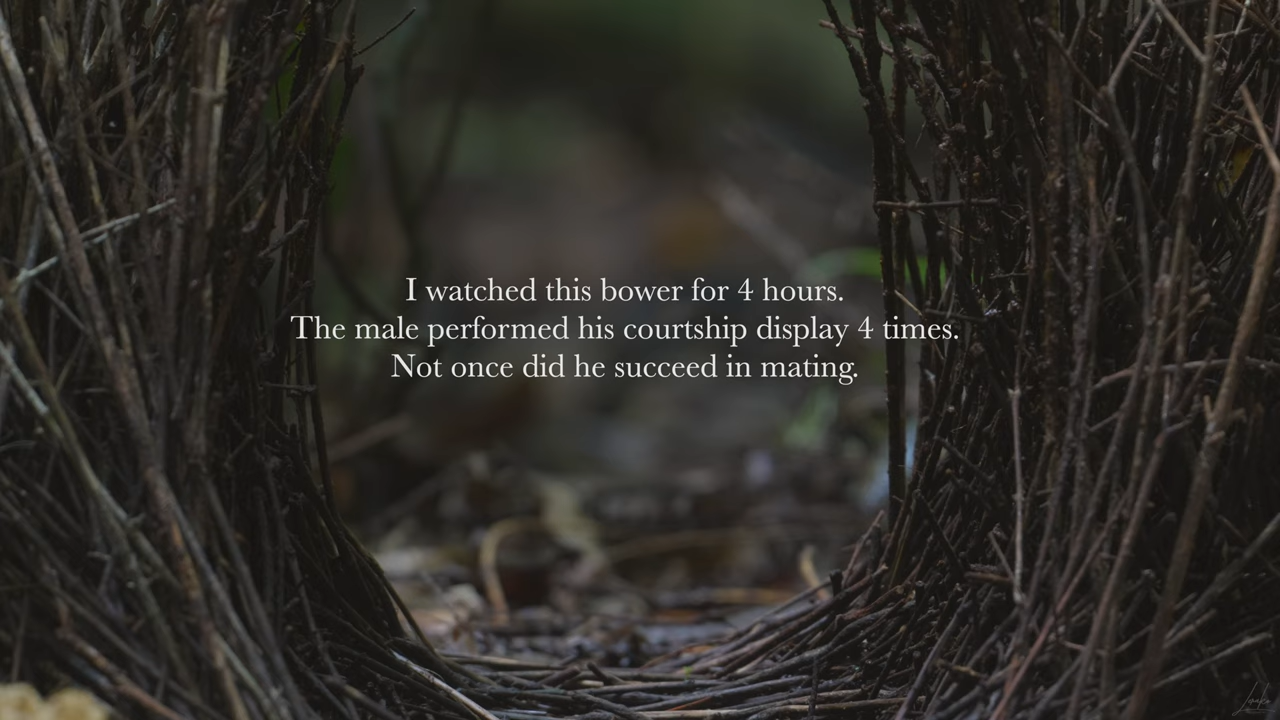 I watched this bower for 4 hours.
The male performed his courtship display 4 times.
Not once did he succeed in mating.